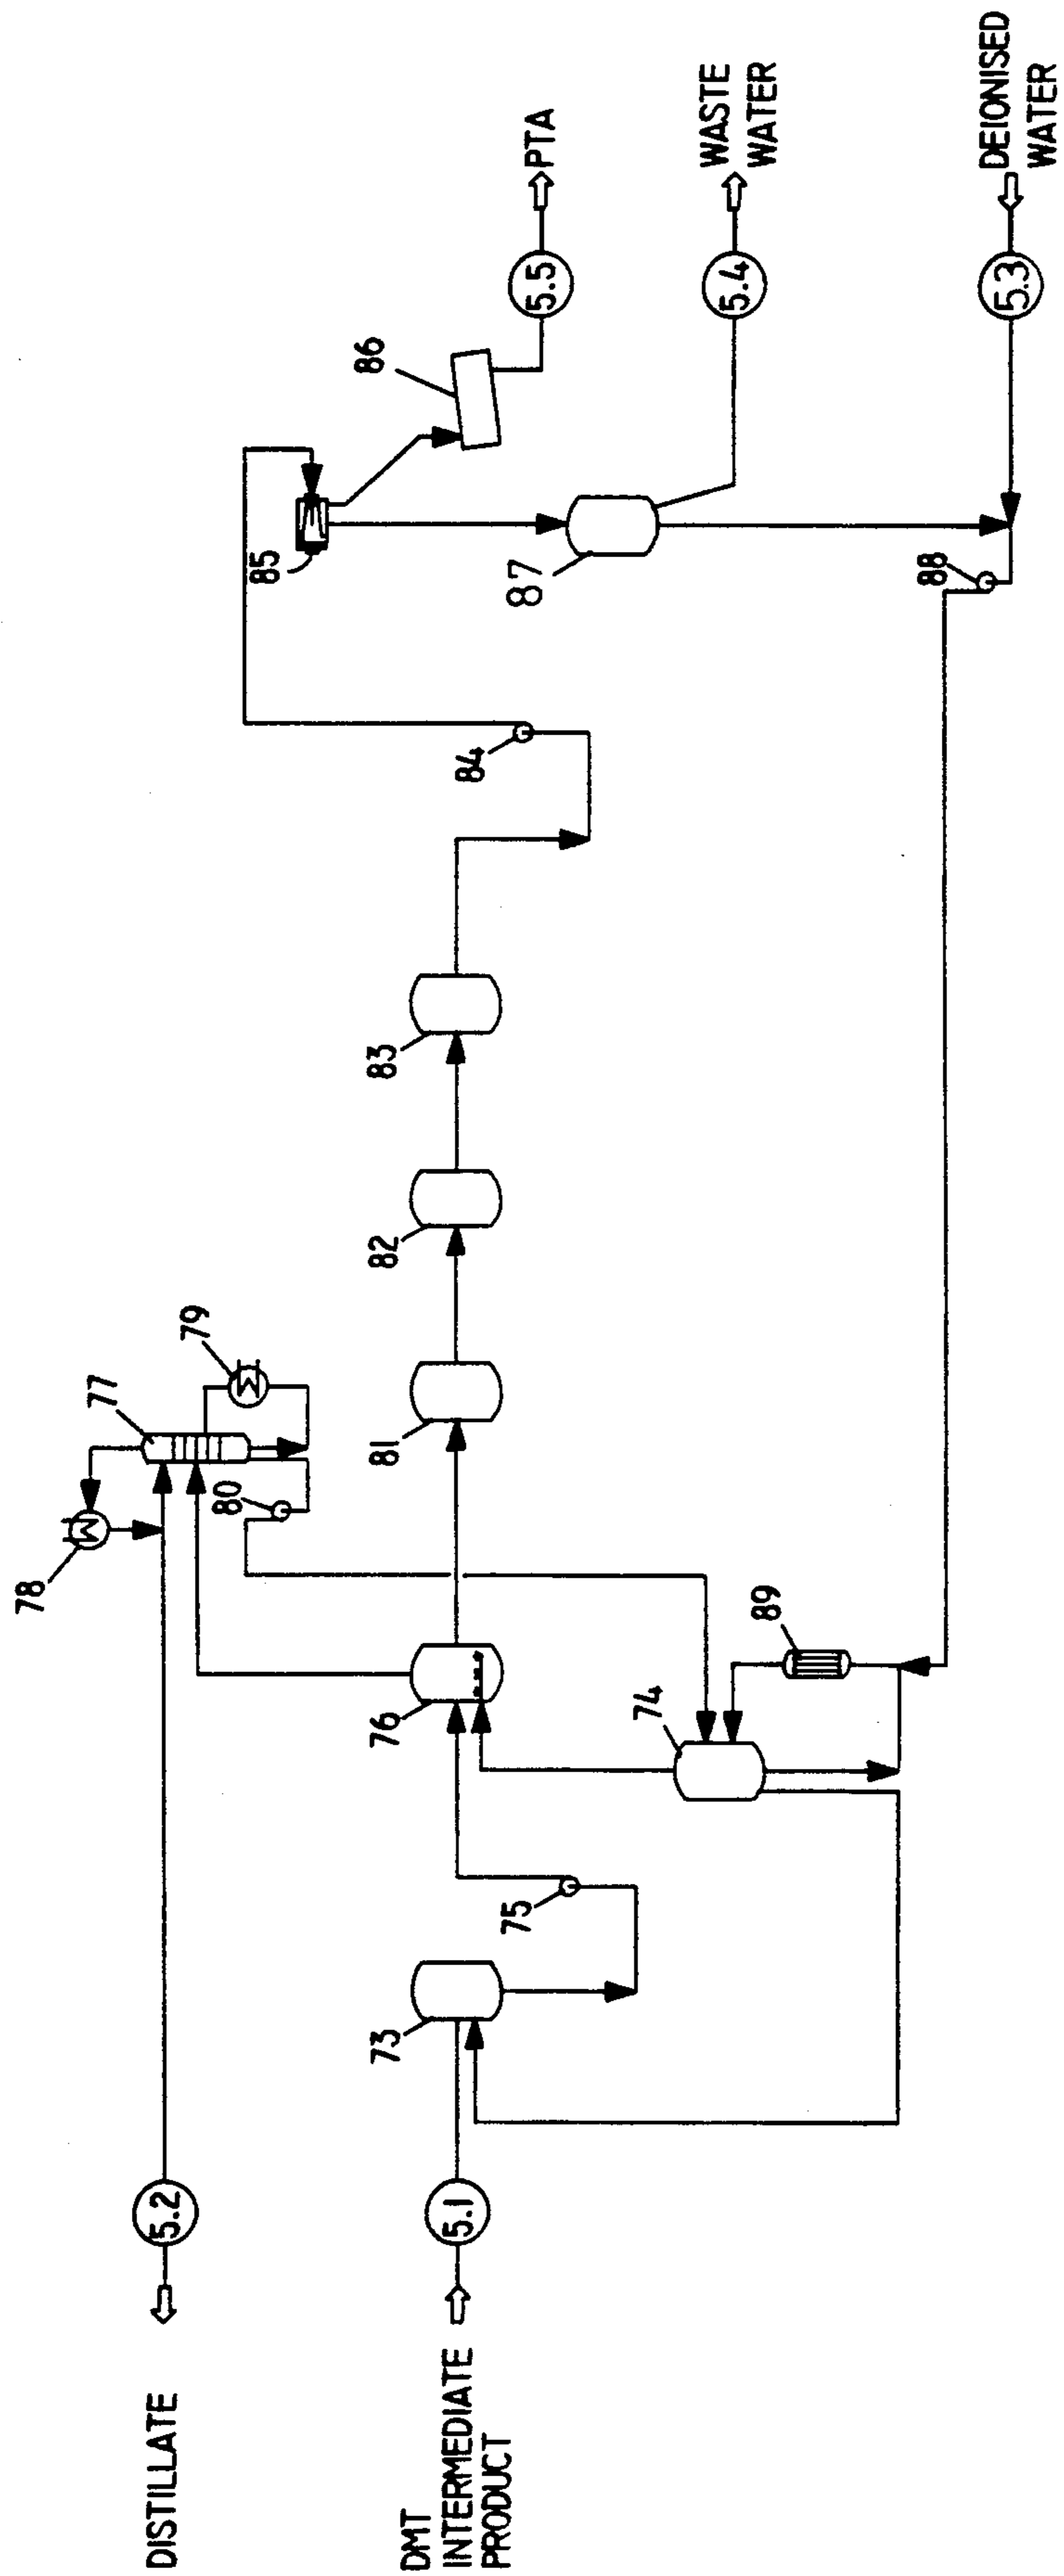 DISTILLATE
5.2
78
77
79
80
DMT
INTERMEDIATE
PRODUCT
5.1
73
75
76
81
82
83
84
85
86
5.5
PTA
74
89
87
5.4
WASTE
WATER
88
5.3
DEIONISED
WATER